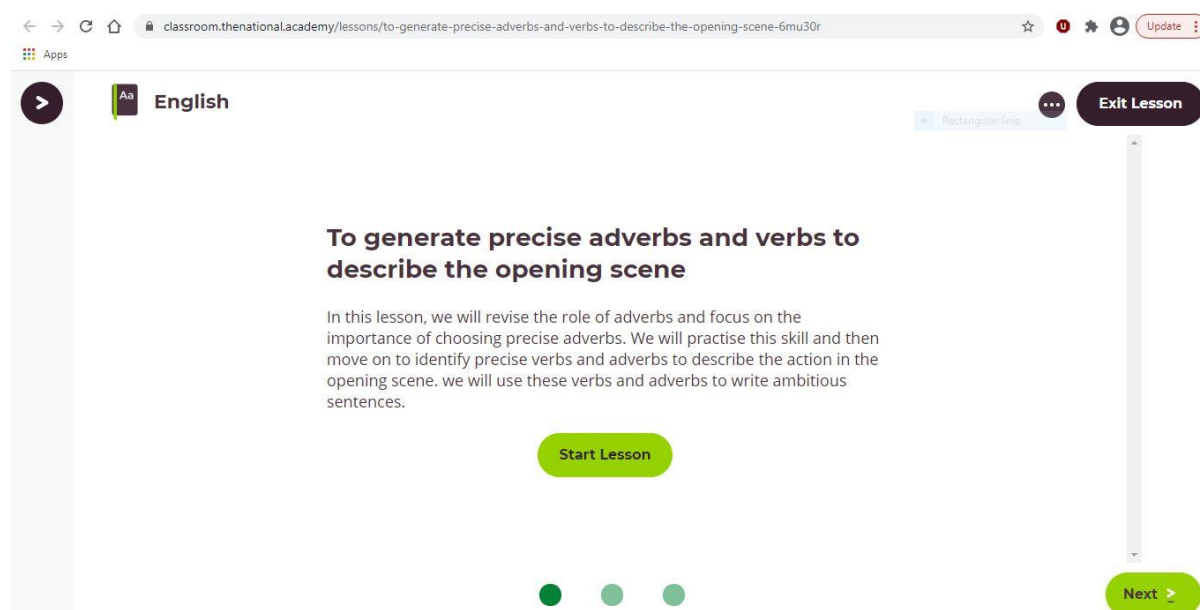 classroom.thenational.academy/lessons/to-generate-precise-adverbs-and-verbs-to-describe-the-opening-scene-6mu30r
Update
Apps
Aa
English
Rectangular Snip
Exit Lesson
To generate precise adverbs and verbs to
describe the opening scene
In this lesson, we will revise the role of adverbs and focus on the
importance of choosing precise adverbs. We will practise this skill and then
move on to identify precise verbs and adverbs to describe the action in the
opening scene. we will use these verbs and adverbs to write ambitious
sentences.
Start Lesson
Next